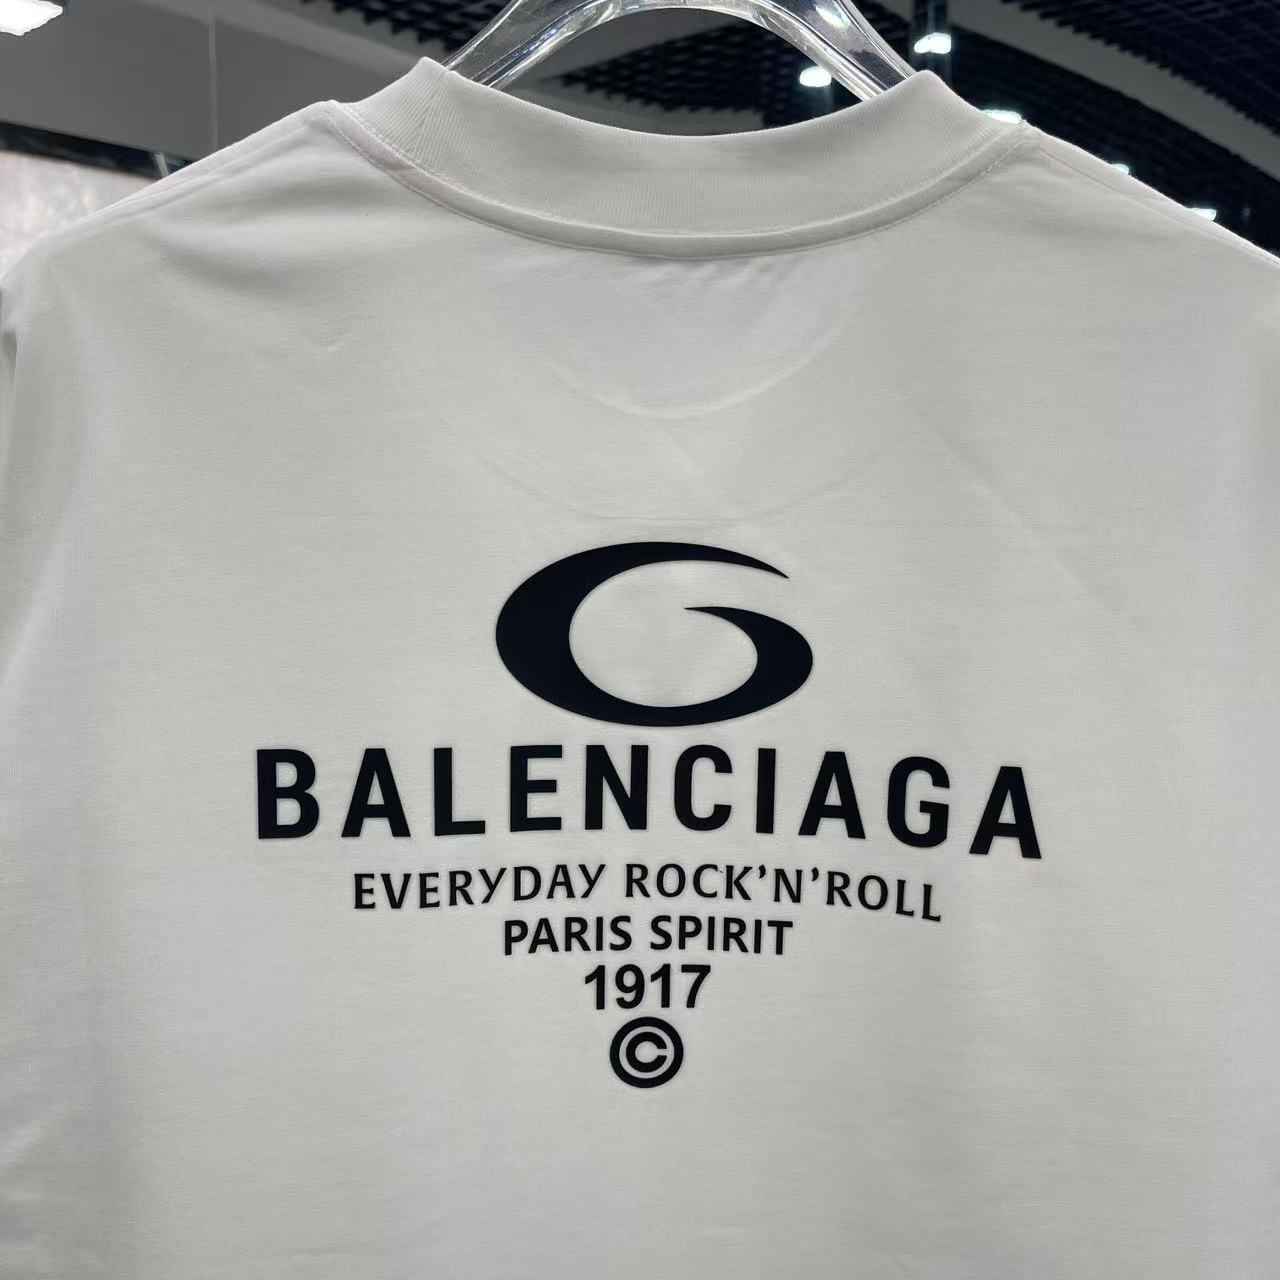 BALENCIAGA
EVERYDAY ROCK’N’ROLL
PARIS SPIRIT
1917
©